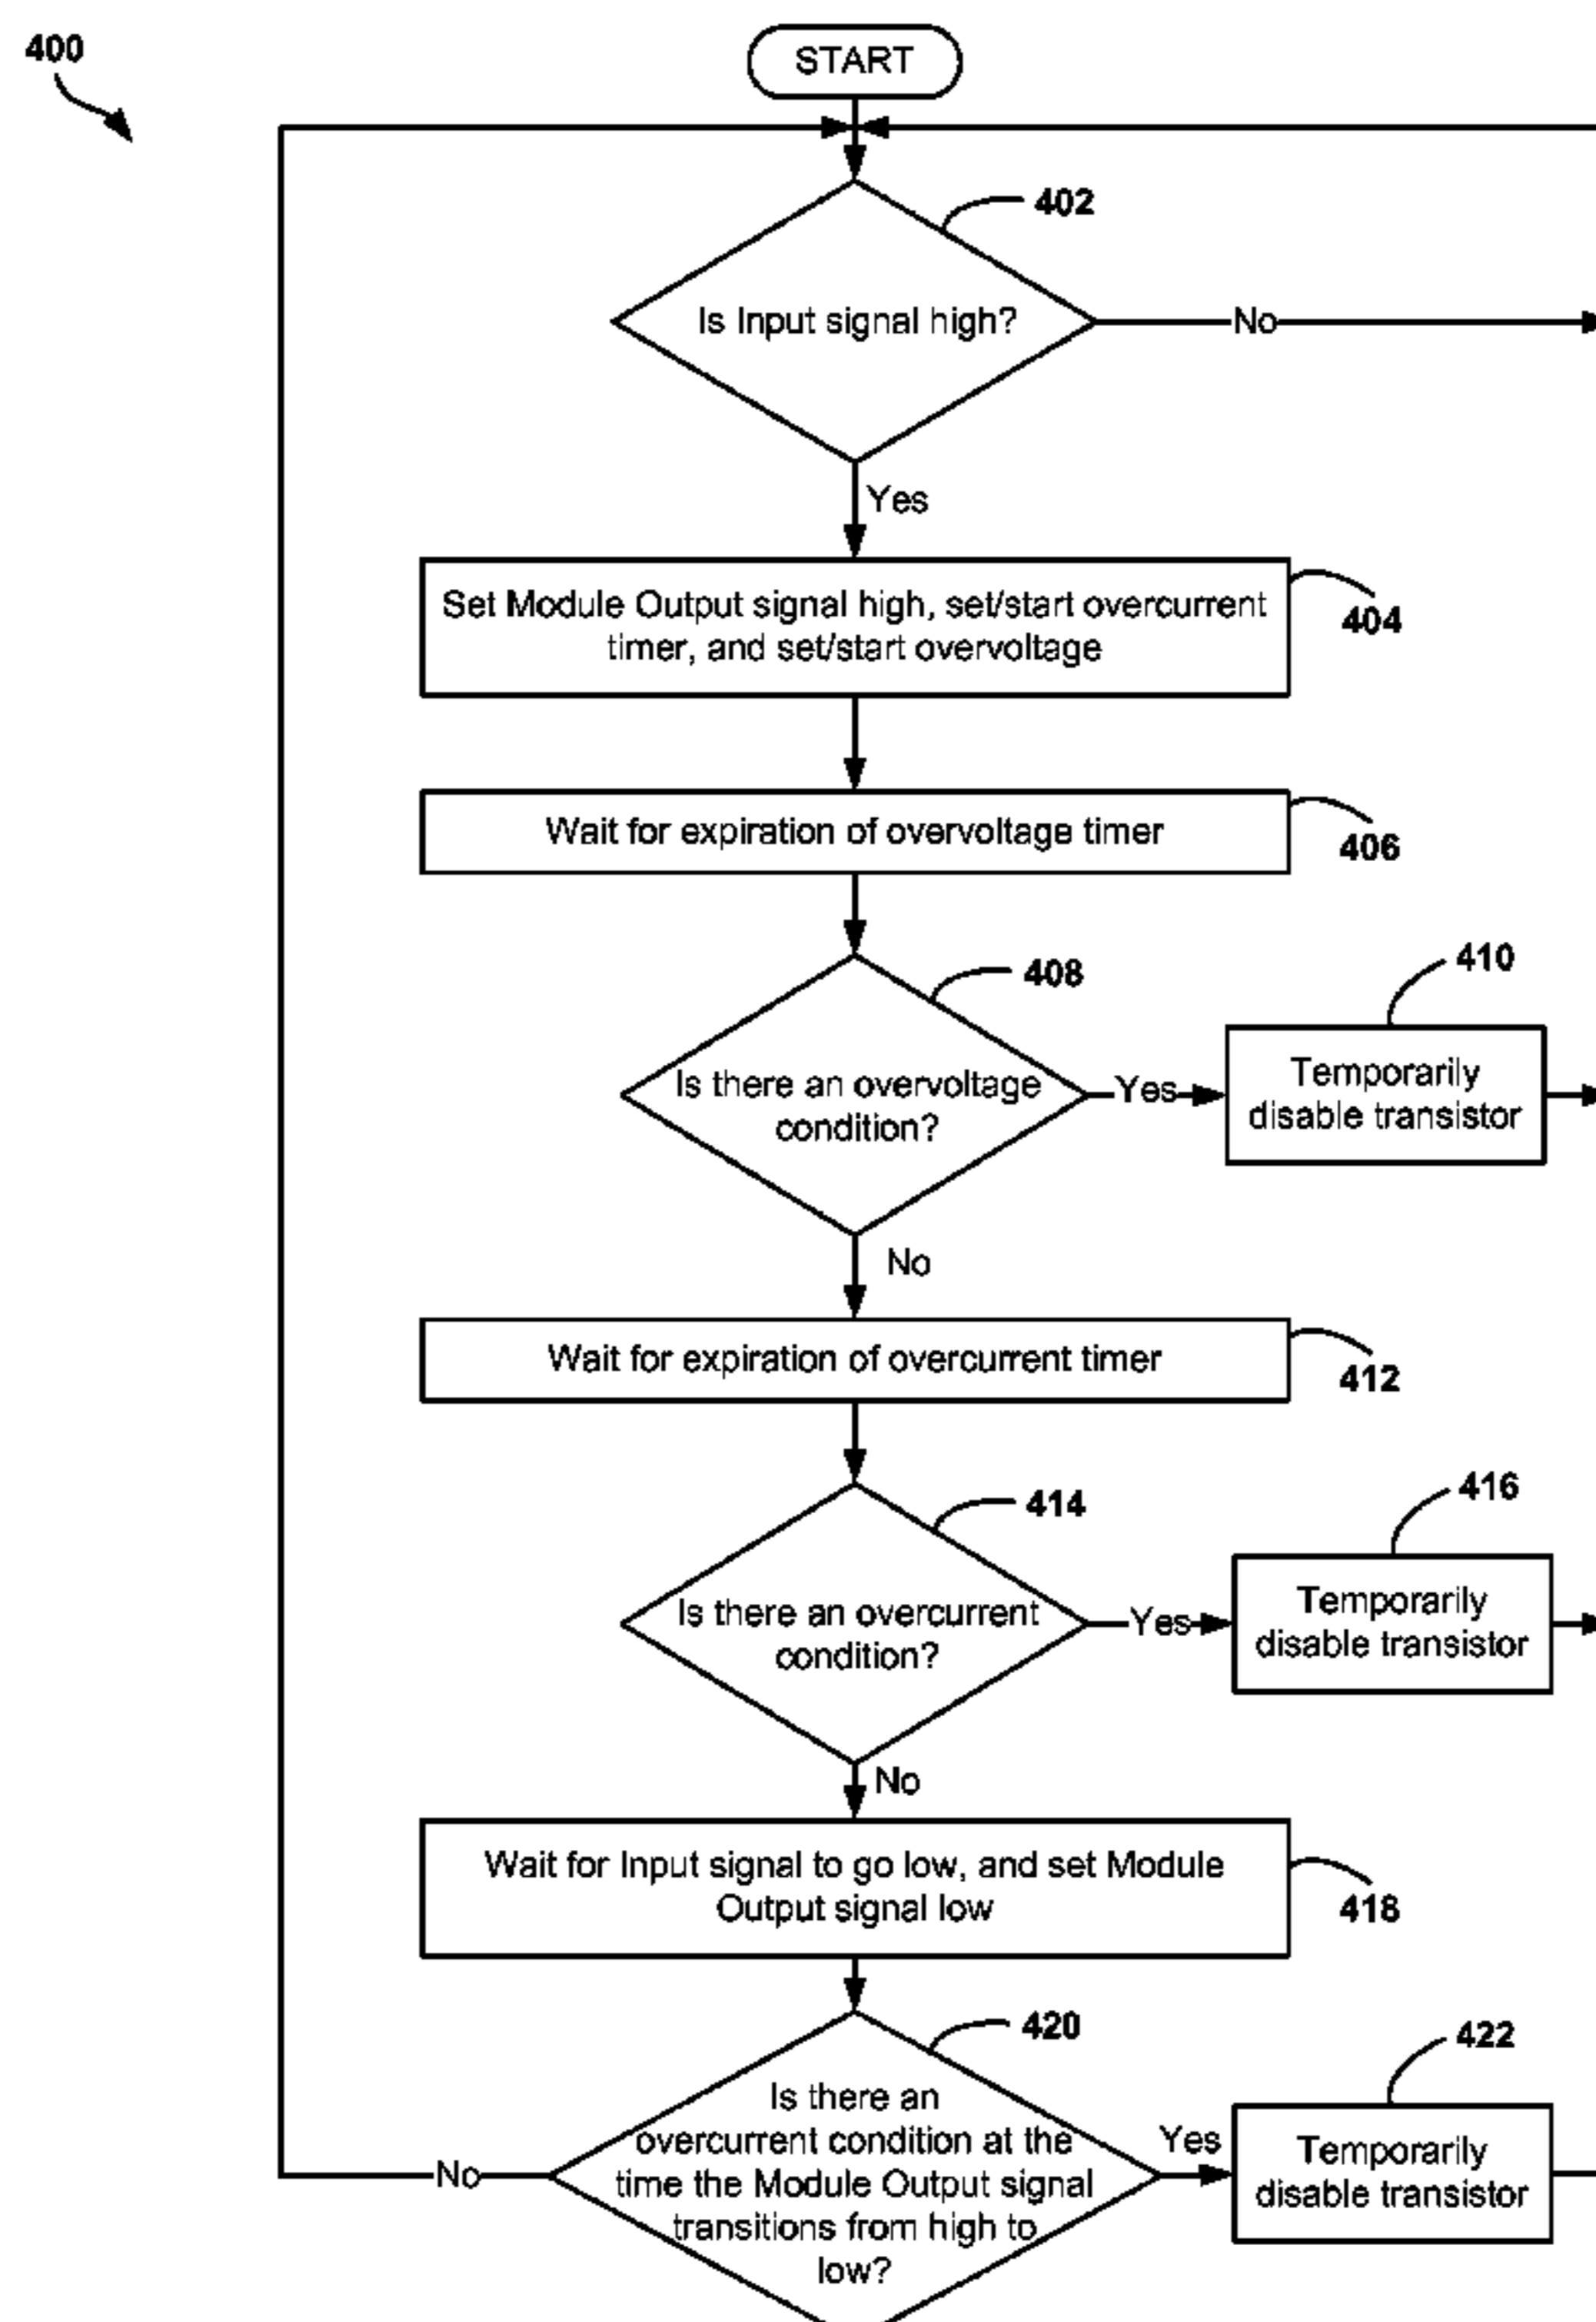 400
START
402
Is Input signal high?
No
Yes
Set Module Output signal high, set/start overcurrent
timer, and set/start overvoltage
404
Wait for expiration of overvoltage timer
406
408
410
Is there an overvoltage
condition?
Yes
Temporarily
disable transistor
No
Wait for expiration of overcurrent timer
412
414
416
Is there an overcurrent
condition?
Yes
Temporarily
disable transistor
No
Wait for Input signal to go low, and set Module
Output signal low
418
420
422
Is there an
overcurrent condition at the
time the Module Output signal
transitions from high to
low?
Yes
No
Temporarily
disable transistor